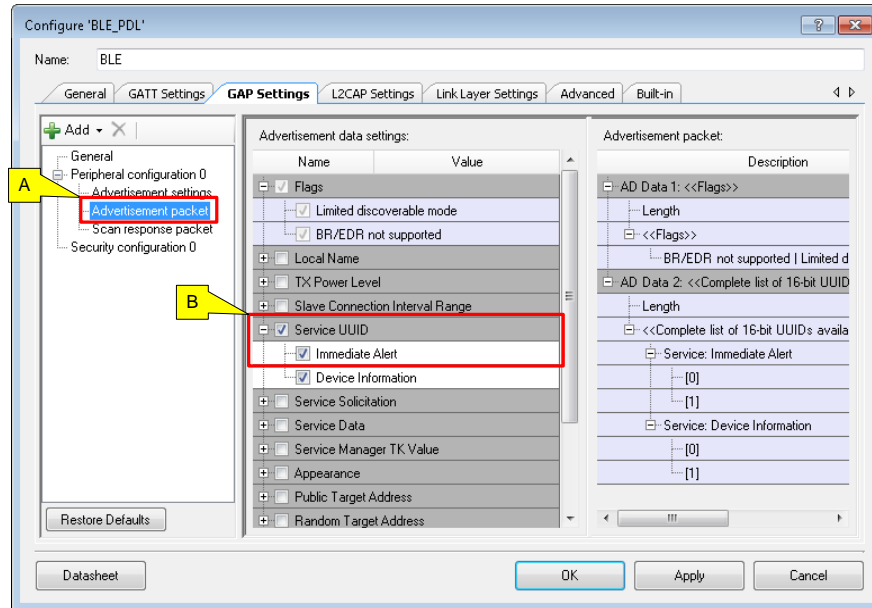 Configure 'BLE_PDL'
Name: BLE
General GATT Settings GAP Settings L2CAP Settings Link Layer Settings Advanced Built-in
Add
General
Peripheral configuration 0
Advertisement settings
Advertisement packet
Scan response packet
Security configuration 0
A
Restore Defaults
Advertisement data settings:
Name Value
Flags
Limited discoverable mode
BR/EDR not supported
Local Name
TX Power Level
Slave Connection Interval Range
B
Service UUID
Immediate Alert
Device Information
Service Solicitation
Service Data
Service Manager TK Value
Appearance
Public Target Address
Random Target Address
Advertisement packet:
Description
AD Data 1: <<Flags>>
Length
<<Flags>>
BR/EDR not supported | Limited d
AD Data 2: <<Complete list of 16-bit UUID
Length
<<Complete list of 16-bit UUIDs availa
Service: Immediate Alert
[0]
[1]
Service: Device Information
[0]
[1]
Datasheet OK Apply Cancel